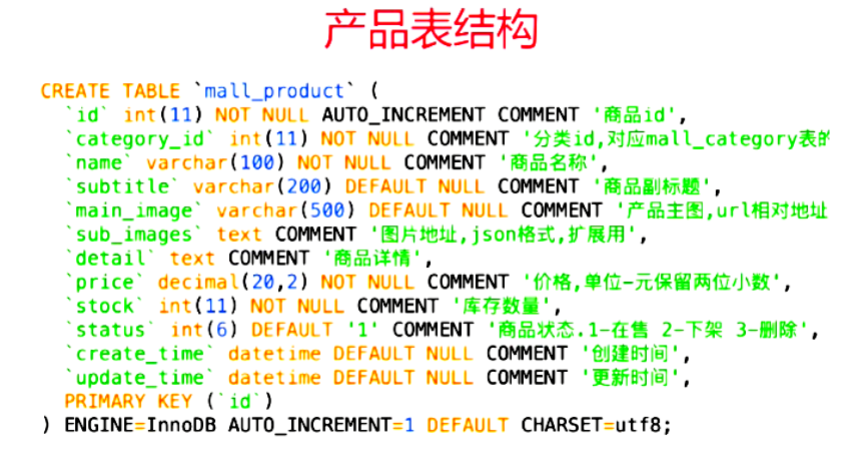 产品表结构
CREATE TABLE `mall_product` (
`id` int(11) NOT NULL AUTO_INCREMENT COMMENT '商品id',
`category_id` int(11) NOT NULL COMMENT '分类id,对应mall_category表的
`name` varchar(100) NOT NULL COMMENT '商品名称',
`subtitle` varchar(200) DEFAULT NULL COMMENT '商品副标题',
`main_image` varchar(500) DEFAULT NULL COMMENT '产品主图,url相对地址
`sub_images` text COMMENT '图片地址,json格式,扩展用',
`detail` text COMMENT '商品详情',
`price` decimal(20,2) NOT NULL COMMENT '价格,单位-元保留两位小数',
`stock` int(11) NOT NULL COMMENT '库存数量',
`status` int(6) DEFAULT '1' COMMENT '商品状态.1-在售 2-下架 3-删除',
`create_time` datetime DEFAULT NULL COMMENT '创建时间',
`update_time` datetime DEFAULT NULL COMMENT '更新时间',
PRIMARY KEY (`id`)
) ENGINE=InnoDB AUTO_INCREMENT=1 DEFAULT CHARSET=utf8;